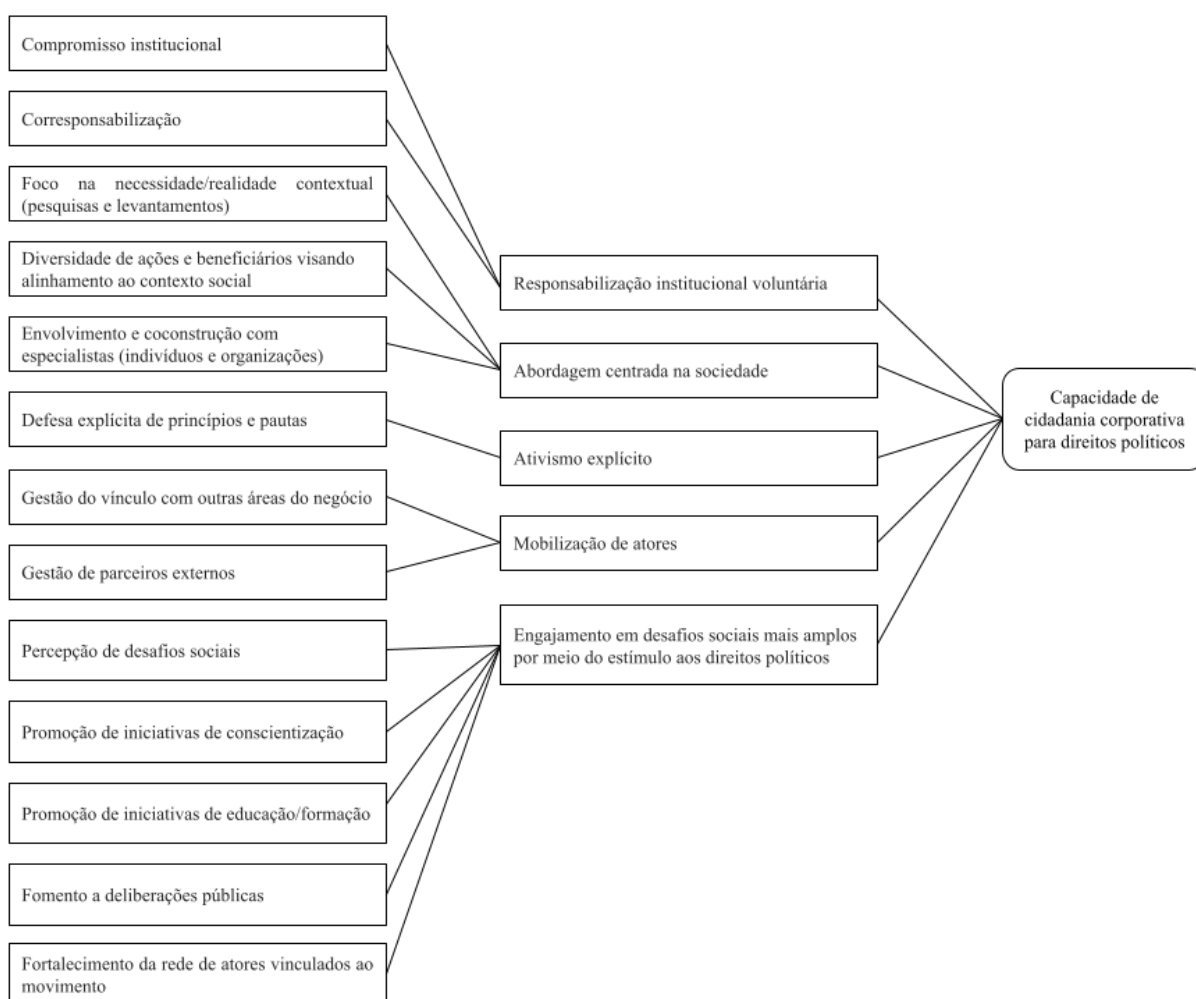 Compromisso institucional
Corresponsabilização
Foco na necessidade/realidade contextual
(pesquisas e levantamentos)
Diversidade de ações e beneficiários visando
alinhamento ao contexto social
Envolvimento e coconstrução com
especialistas (indivíduos e organizações)
Defesa explícita de princípios e pautas
Gestão do vínculo com outras áreas do negócio
Gestão de parceiros externos
Percepção de desafios sociais
Promoção de iniciativas de conscientização
Promoção de iniciativas de educação/formação
Fomento a deliberações públicas
Fortalecimento da rede de atores vinculados ao
movimento
Responsabilização institucional voluntária
Abordagem centrada na sociedade
Ativismo explícito
Mobilização de atores
Engajamento em desafios sociais mais amplos
por meio do estímulo aos direitos políticos
Capacidade de
cidadania corporativa
para direitos políticos